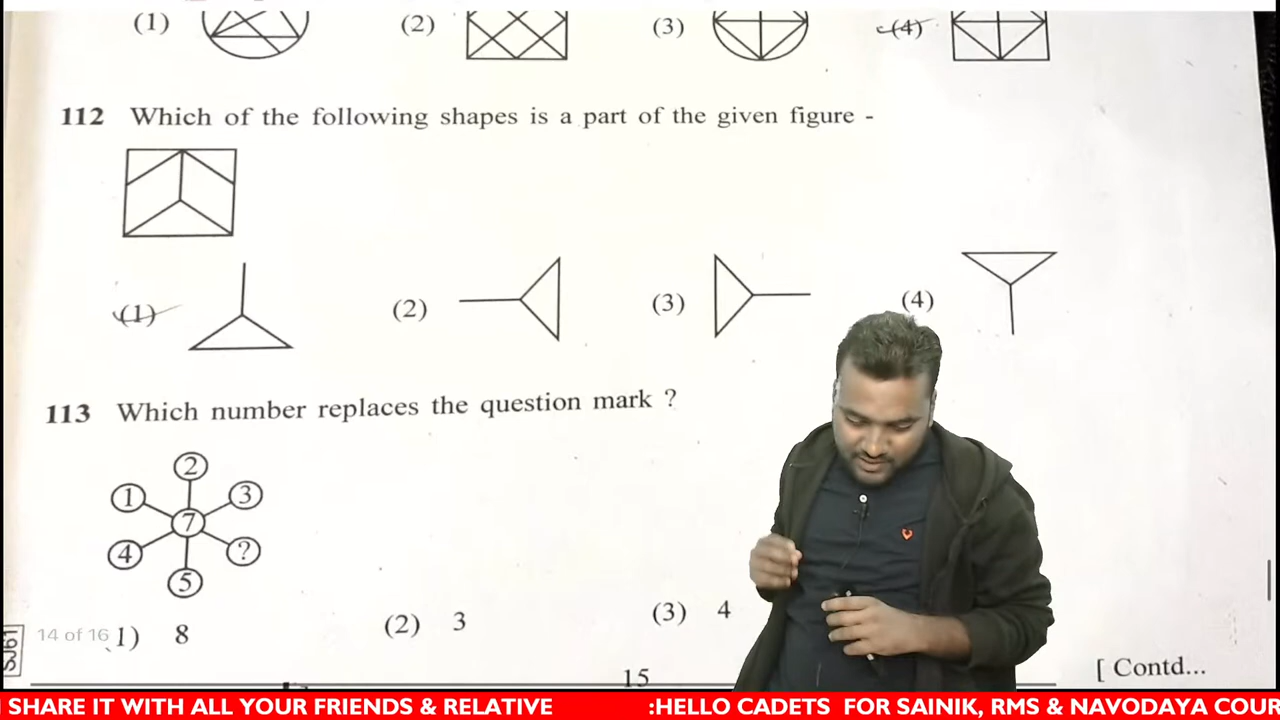 (1) (2) (3) (4)
112 Which of the following shapes is a part of the given figure -
(1) (2) (3) (4)
113 Which number replaces the question mark ?
2
1 3
7
4 ?
5
14 of 16
1) 8 (2) 3 (3) 4
SJ61
15
[ Contd...
SHARE IT WITH ALL YOUR FRIENDS & RELATIVE :HELLO CADETS FOR SAINIK, RMS & NAVODAYA COUR